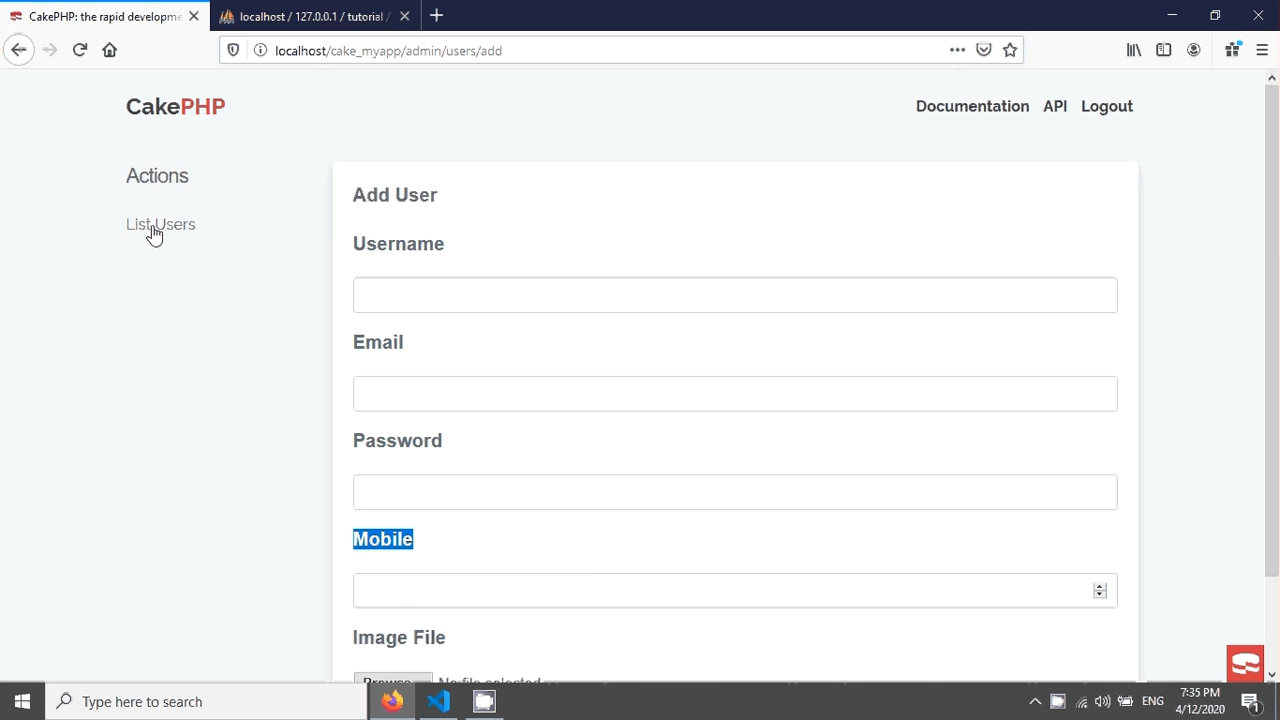 CakePHP: the rapid developme
localhost / 127.0.0.1 / tutorial /
localhost/cake_myapp/admin/users/add
CakePHP
Documentation API Logout
Actions
List Users
Add User
Username
Email
Password
Mobile
Image File
Browse... No file selected.
Type here to search
ENG
7:35 PM
4/12/2020
1